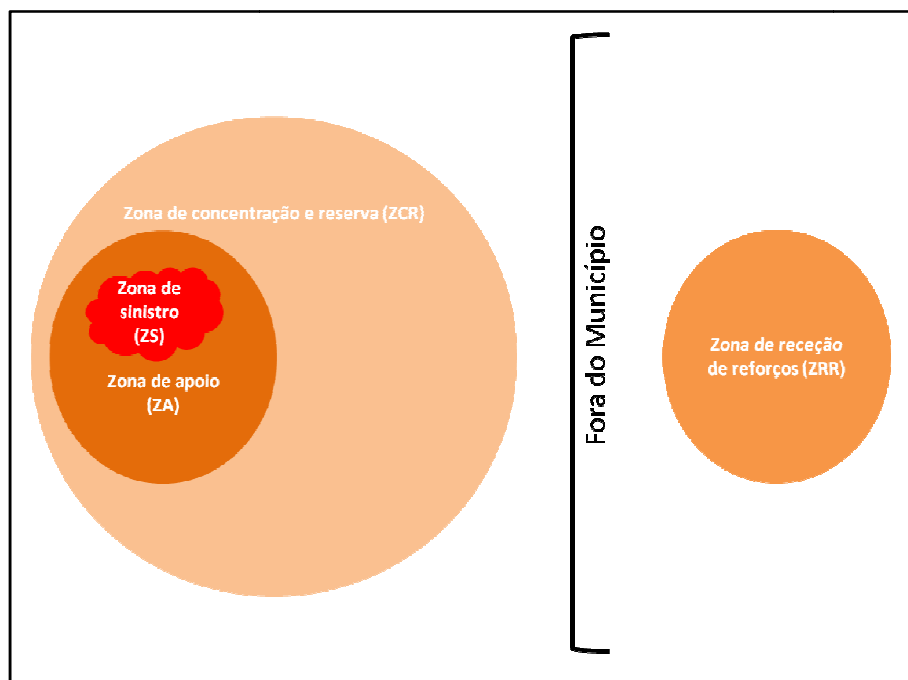 Zona de concentração e reserva (ZCR)
Zona de
sinistro
(ZS)
Zona de apoio
(ZA)
Fora do Município
Zona de receção
de reforços (ZRR)